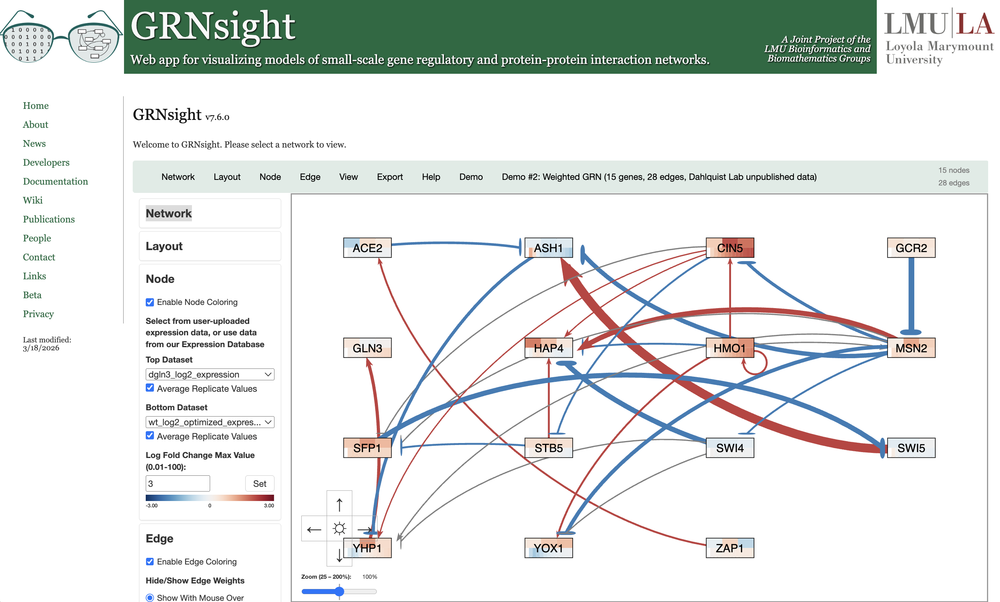 GRNsight
Web app for visualizing models of small-scale gene regulatory and protein-protein interaction networks.
A Joint Project of the
LMU Bioinformatics and
Biomathematics Groups
LMU|LA
Loyola Marymount
University
Home
About
News
Developers
Documentation
Wiki
Publications
People
Contact
Links
Beta
Privacy
Last modified:
3/18/2026
GRNsight v7.6.0
Welcome to GRNsight. Please select a network to view.
Network Layout Node Edge View Export Help Demo Demo #2: Weighted GRN (15 genes, 28 edges, Dahlquist Lab unpublished data)
15 nodes
28 edges
Network
Layout
Node
Enable Node Coloring
Select from user-uploaded
expression data, or use data
from our Expression Database
Top Dataset
dgln3_log2_expression
Average Replicate Values
Bottom Dataset
wt_log2_optimized_expres...
Average Replicate Values
Log Fold Change Max Value
(0.01-100):
3 Set
-3.00 0 3.00
Edge
Enable Edge Coloring
Hide/Show Edge Weights
Show With Mouse Over
ACE2 ASH1 CIN5 GCR2
GLN3 HAP4 HMO1 MSN2
SFP1 STB5 SWI4 SWI5
YHP1 YOX1 ZAP1
Zoom (25 – 200%): 100%